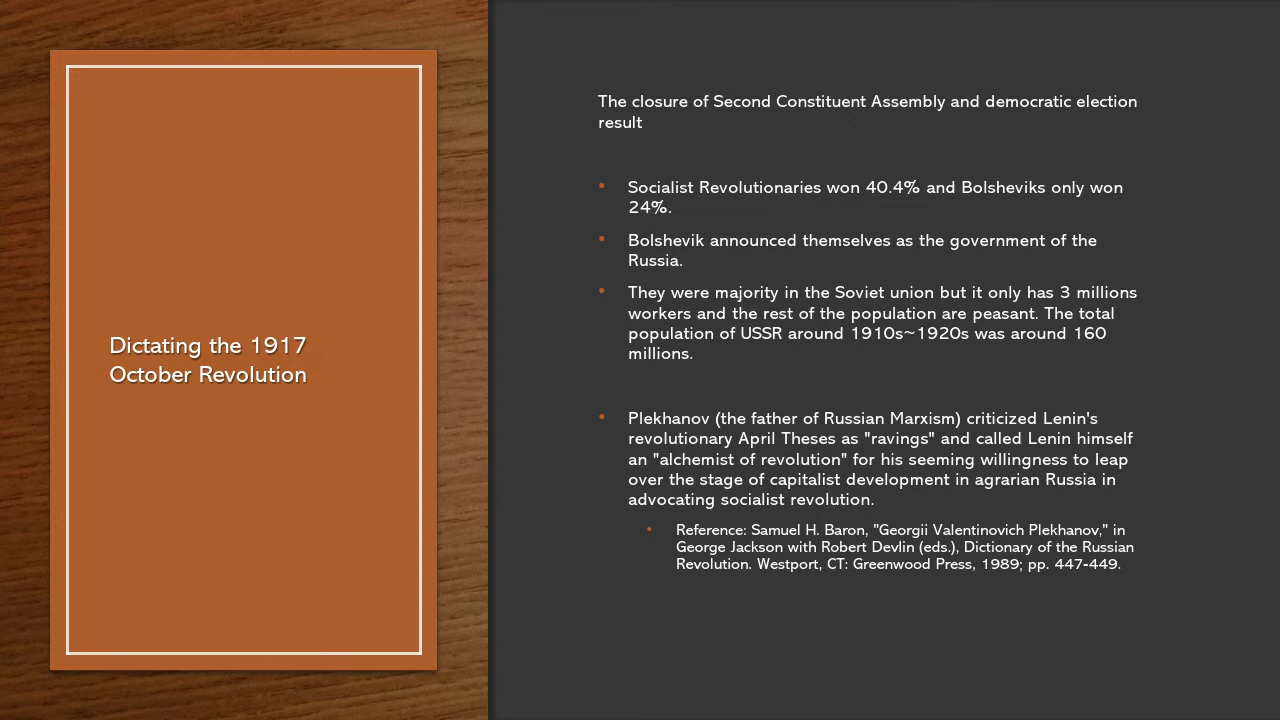 Dictating the 1917
October Revolution
The closure of Second Constituent Assembly and democratic election
result
• Socialist Revolutionaries won 40.4% and Bolsheviks only won
24%.
• Bolshevik announced themselves as the government of the
Russia.
• They were majority in the Soviet union but it only has 3 millions
workers and the rest of the population are peasant. The total
population of USSR around 1910s~1920s was around 160
millions.
• Plekhanov (the father of Russian Marxism) criticized Lenin's
revolutionary April Theses as "ravings" and called Lenin himself
an "alchemist of revolution" for his seeming willingness to leap
over the stage of capitalist development in agrarian Russia in
advocating socialist revolution.
• Reference: Samuel H. Baron, "Georgii Valentinovich Plekhanov," in
George Jackson with Robert Devlin (eds.), Dictionary of the Russian
Revolution. Westport, CT: Greenwood Press, 1989; pp. 447-449.